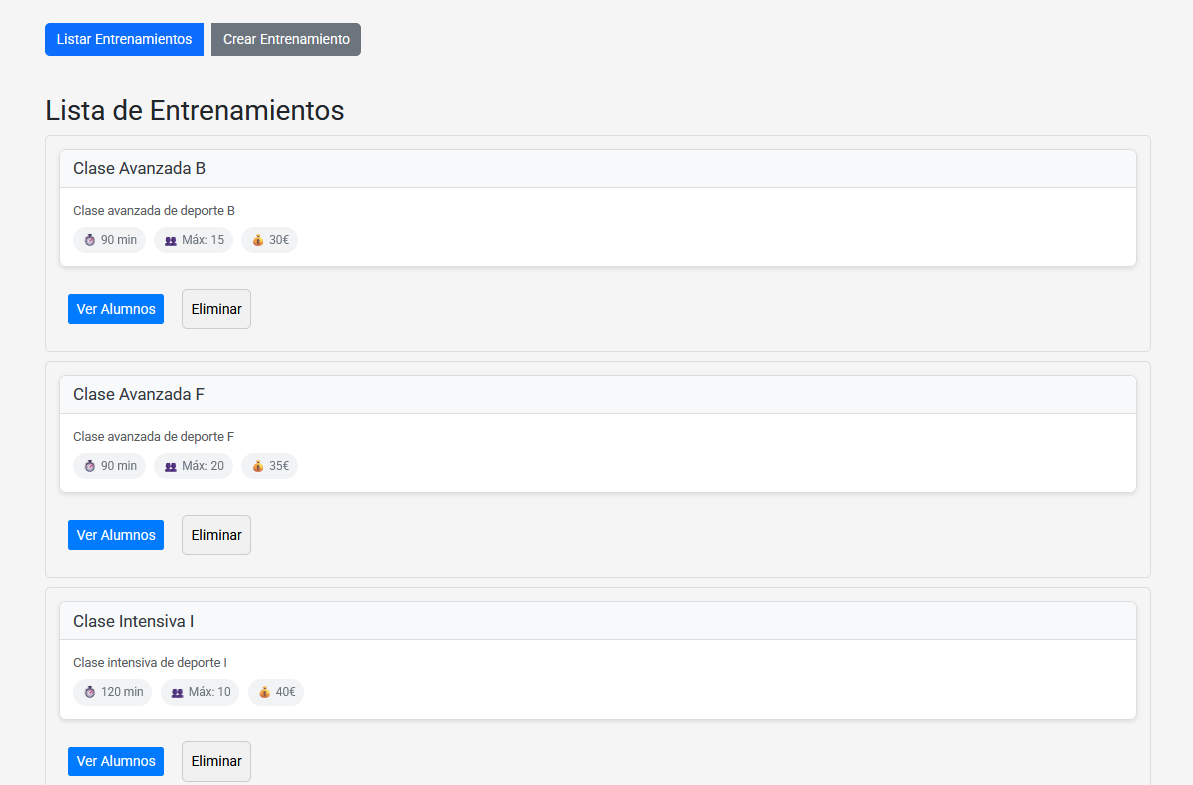 Listar Entrenamientos Crear Entrenamiento
Lista de Entrenamientos
Clase Avanzada B
Clase avanzada de deporte B
90 min Máx: 15 30€
Ver Alumnos Eliminar
Clase Avanzada F
Clase avanzada de deporte F
90 min Máx: 20 35€
Ver Alumnos Eliminar
Clase Intensiva I
Clase intensiva de deporte I
120 min Máx: 10 40€
Ver Alumnos Eliminar